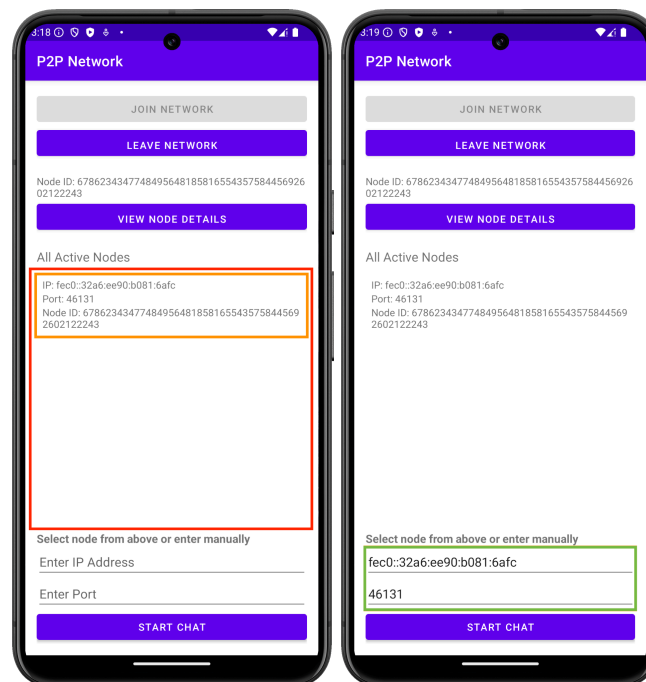 3:18
P2P Network
JOIN NETWORK
LEAVE NETWORK
Node ID: 6786234347748495648185816554357584456926
02122243
VIEW NODE DETAILS
All Active Nodes
IP: fec0::32a6:ee90:b081:6afc
Port: 46131
Node ID: 678623434774849564818581655435758445​69
2602122243
Select node from above or enter manually
Enter IP Address
Enter Port
START CHAT
3:19
P2P Network
JOIN NETWORK
LEAVE NETWORK
Node ID: 6786234347748495648185816554357584456926
02122243
VIEW NODE DETAILS
All Active Nodes
IP: fec0::32a6:ee90:b081:6afc
Port: 46131
Node ID: 67862343477484956481858165543575844569
2602122243
Select node from above or enter manually
fec0::32a6:ee90:b081:6afc
46131
START CHAT